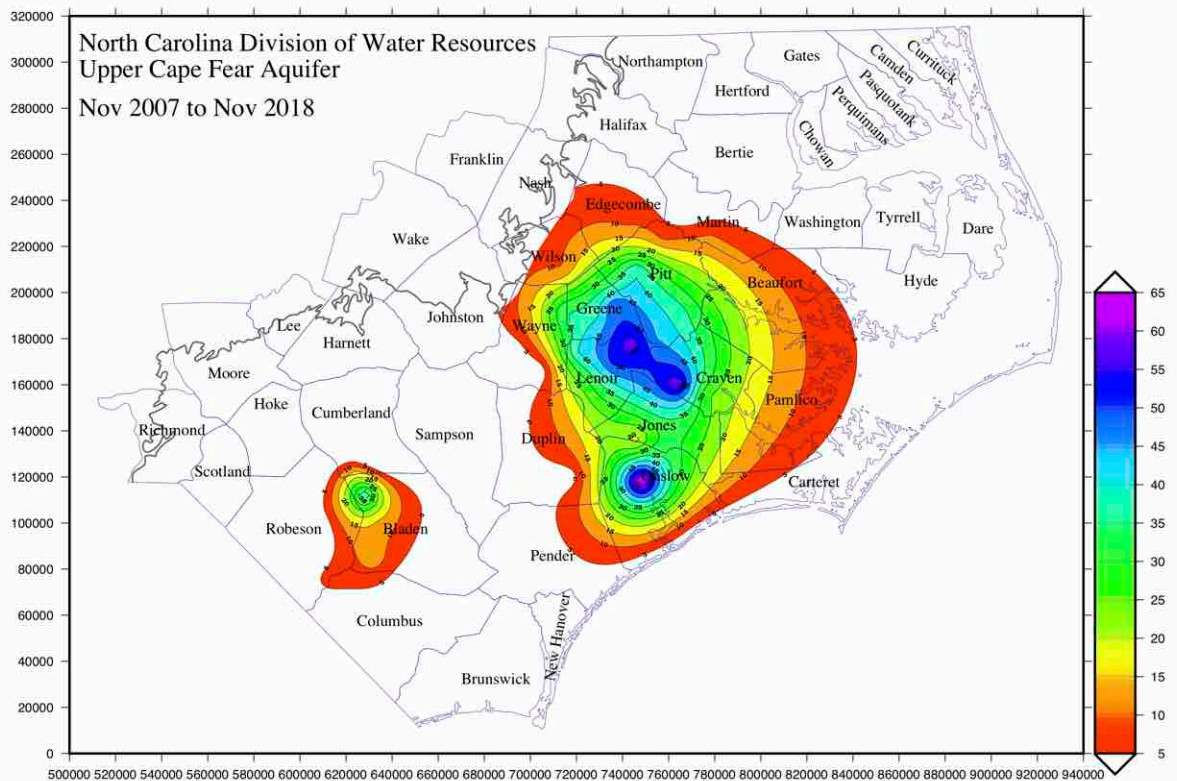 North Carolina Division of Water Resources
Upper Cape Fear Aquifer
Nov 2007 to Nov 2018
320000
300000
280000
260000
240000
220000
200000
180000
160000
140000
120000
100000
80000
60000
40000
20000
0
500000 520000 540000 560000 580000 600000 620000 640000 660000 680000 700000 720000 740000 760000 780000 800000 820000 840000 860000 880000 900000 920000 940000
Northampton
Gates
Camden
Currituck
Hertford
Pasquotank
Perquimans
Halifax
Chowan
Bertie
Franklin
Nash
Edgecombe
Martin
Washington
Tyrrell
Dare
Wake
Wilson
Pitt
Beaufort
Hyde
Greene
Johnston
Wayne
Lee
Harnett
Moore
Lenoir
Craven
Hoke
Cumberland
Pamlico
Richmond
Sampson
Jones
Duplin
Scotland
Onslow
Carteret
Robeson
Bladen
Pender
Columbus
New Hanover
Brunswick
65
60
55
50
45
40
35
30
25
20
15
10
5